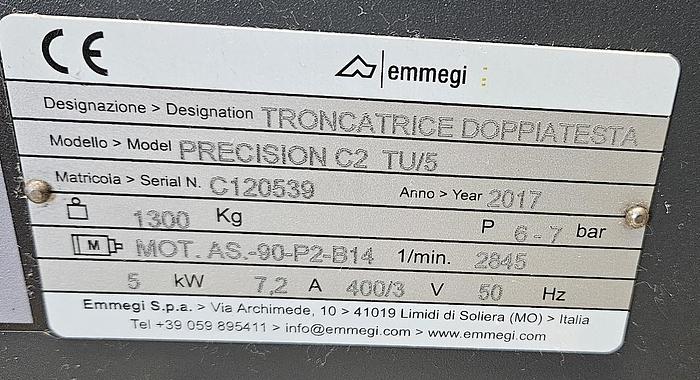 CE emmegi
Designazione > Designation TRONCATRICE DOPPIATESTA
Modello > Model PRECISION C2 TU/5
Matricola > Serial N. C120539 Anno > Year 2017
1300 Kg P 6-7 bar
M MOT. AS.-90-P2-B14 1/min. 2845
5 kW 7,2 A 400/3 V 50 Hz
Emmegi S.p.a. > Via Archimede, 10 > 41019 Limidi di Soliera (MO) > Italia
Tel +39 059 895411 > info@emmegi.com > www.emmegi.com